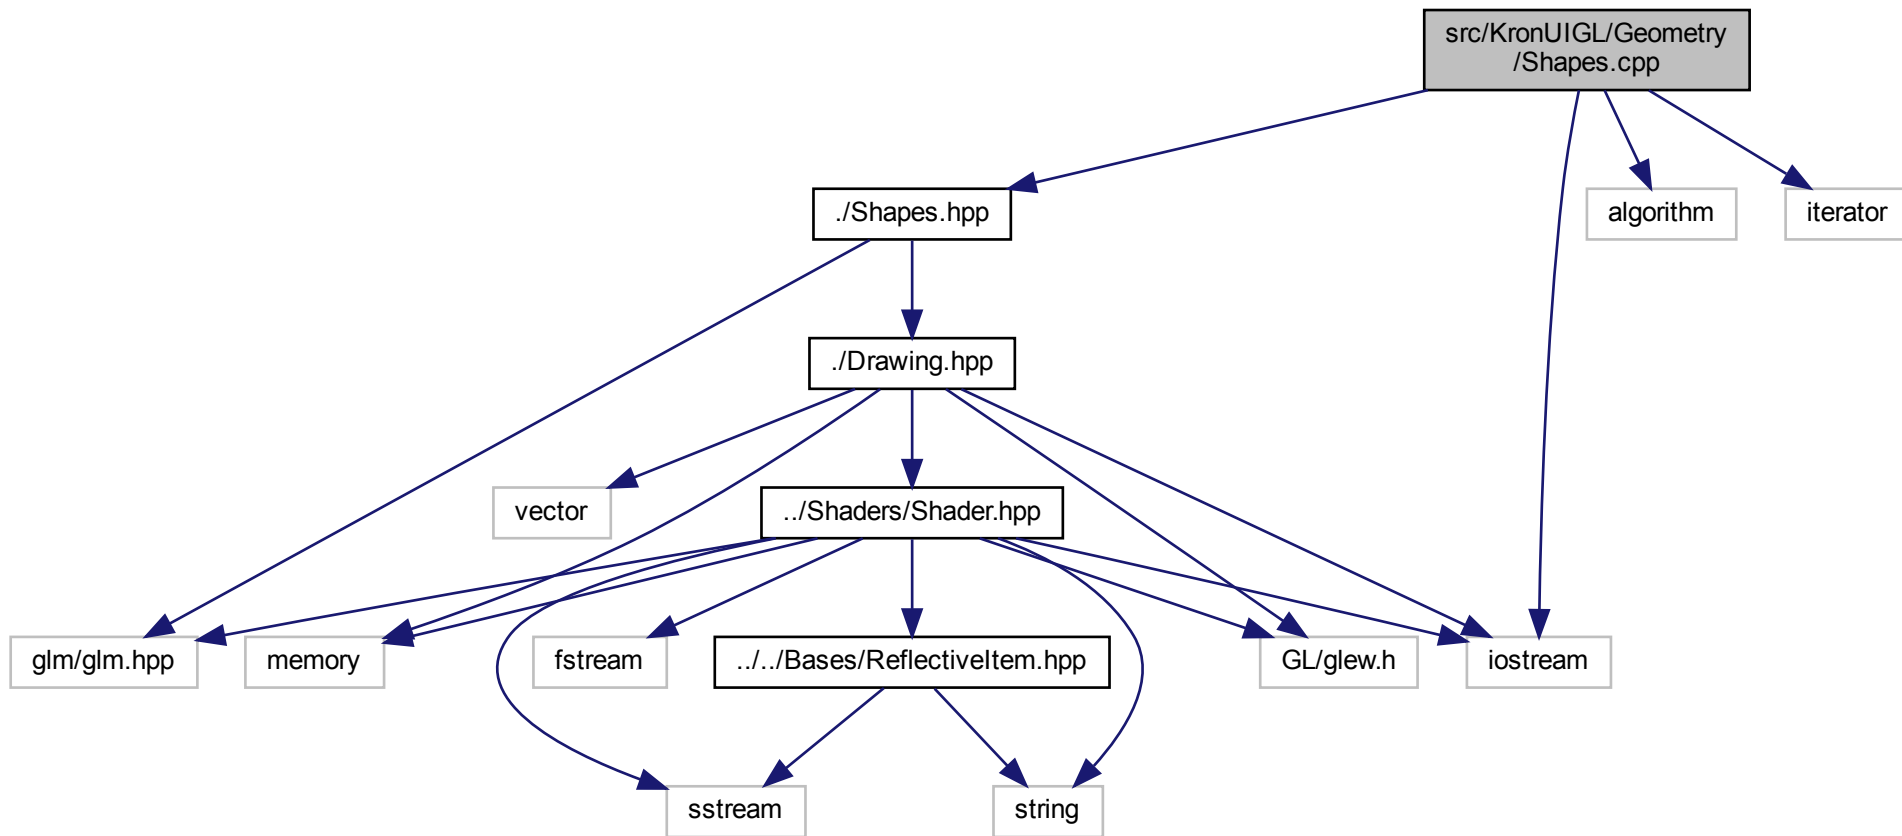 src/KronUIGL/Geometry
/Shapes.cpp
./Shapes.hpp
algorithm
iterator
./Drawing.hpp
vector
../Shaders/Shader.hpp
glm/glm.hpp
memory
fstream
../../Bases/ReflectiveItem.hpp
GL/glew.h
iostream
sstream
string